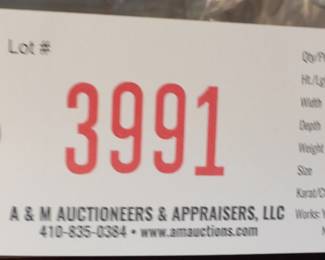 Lot #
3991
A & M AUCTIONEERS & APPRAISERS, LLC
410-835-0384 • www.amauctions.com
Qty/P
Ht./Lg
Width
Depth
Weight
Size
Karat/C
Works: Y